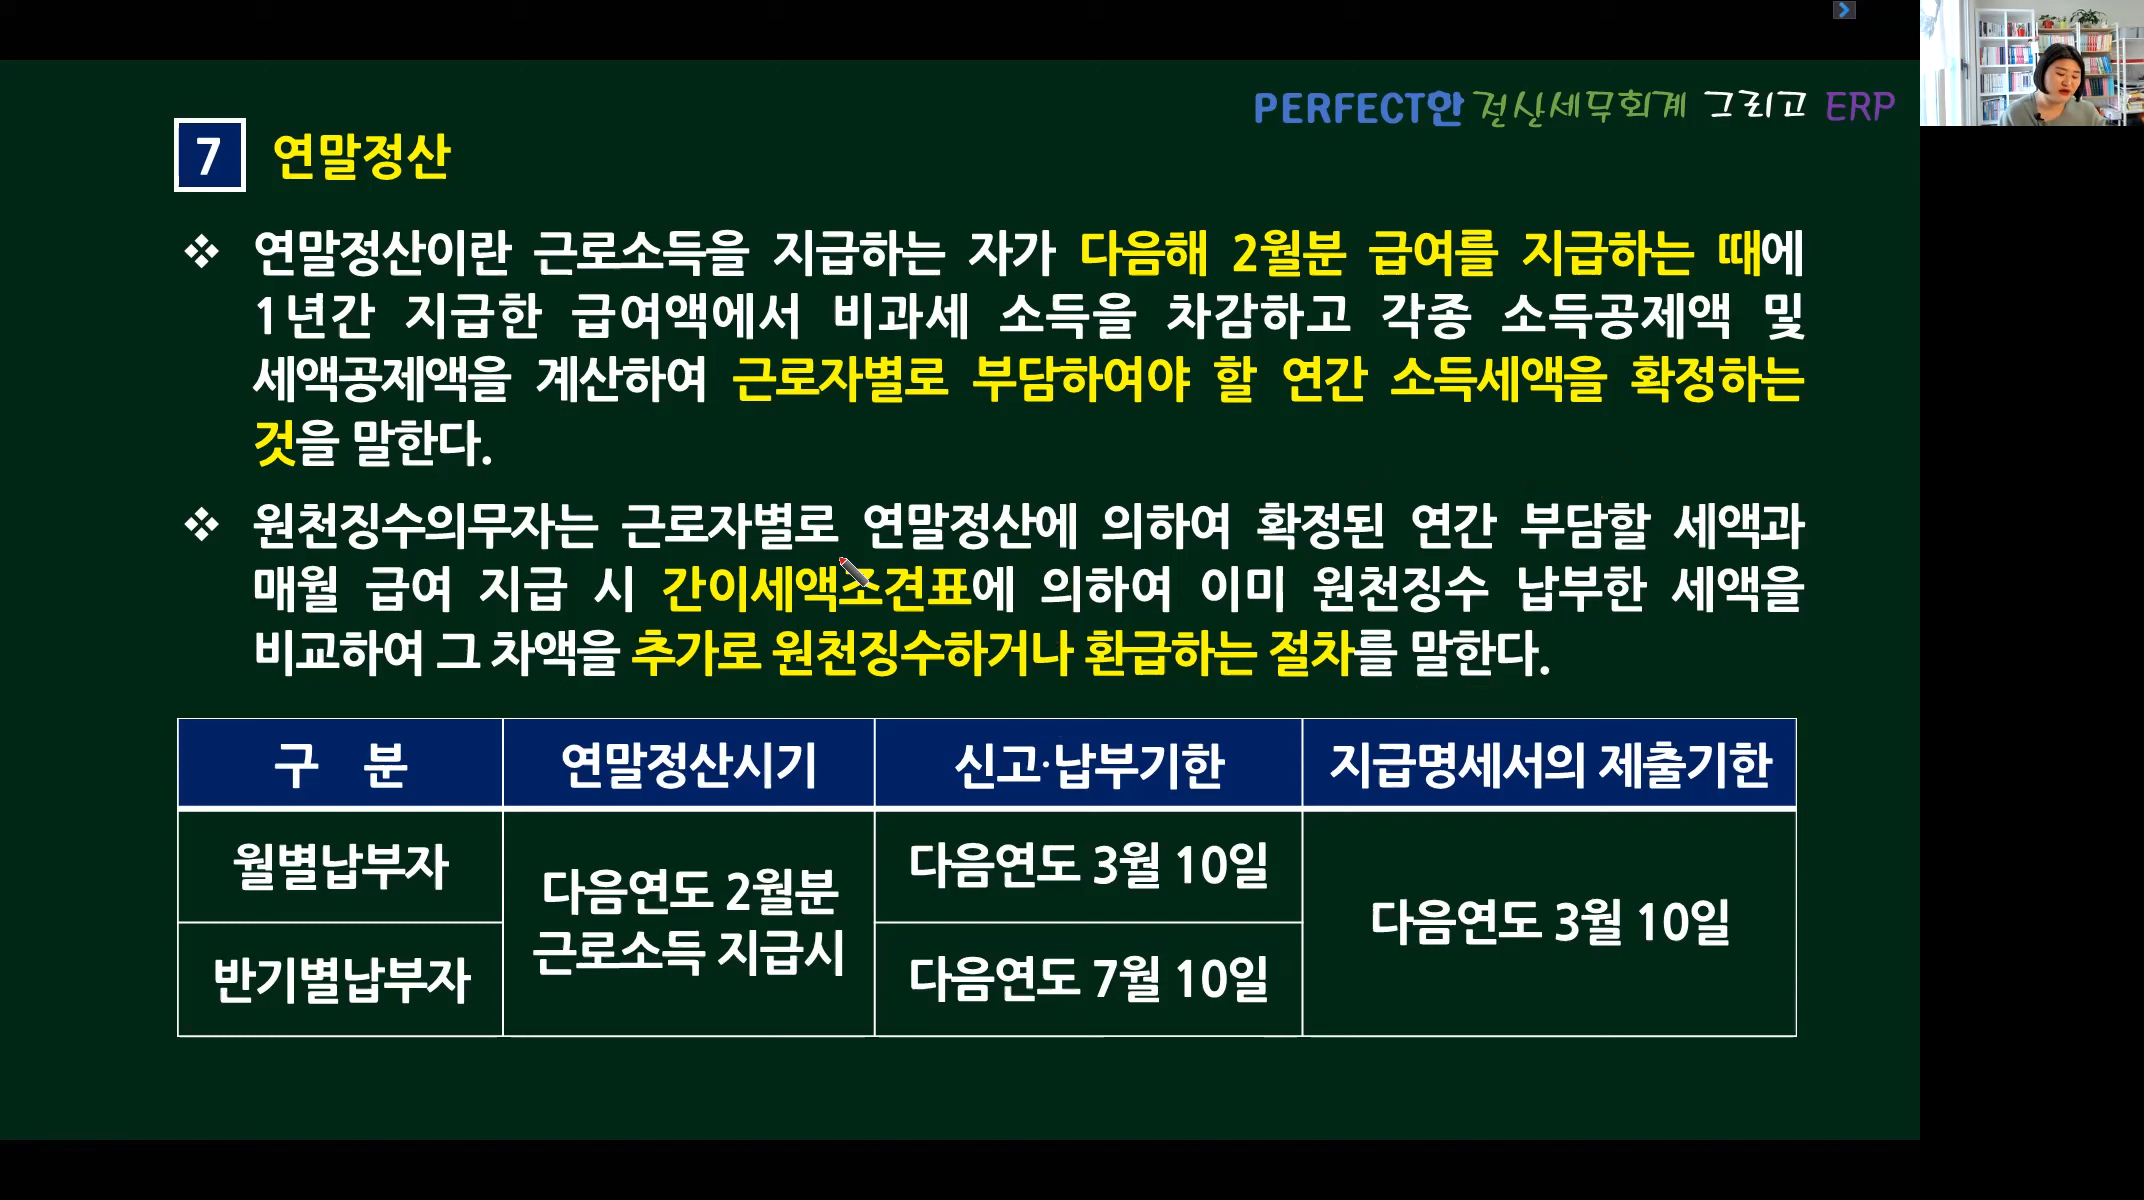 PERFECT한 전산세무회계 그리고 ERP
7 연말정산
❖ 연말정산이란 근로소득을 지급하는 자가 다음해 2월분 급여를 지급하는 때에
1년간 지급한 급여액에서 비과세 소득을 차감하고 각종 소득공제액 및
세액공제액을 계산하여 근로자별로 부담하여야 할 연간 소득세액을 확정하는
것을 말한다.
❖ 원천징수의무자는 근로자별로 연말정산에 의하여 확정된 연간 부담할 세액과
매월 급여 지급 시 간이세액조견표에 의하여 이미 원천징수 납부한 세액을
비교하여 그 차액을 추가로 원천징수하거나 환급하는 절차를 말한다.
구 분 연말정산시기 신고·납부기한 지급명세서의 제출기한
월별납부자 다음연도 2월분 근로소득 지급시 다음연도 3월 10일 다음연도 3월 10일
반기별납부자 다음연도 7월 10일